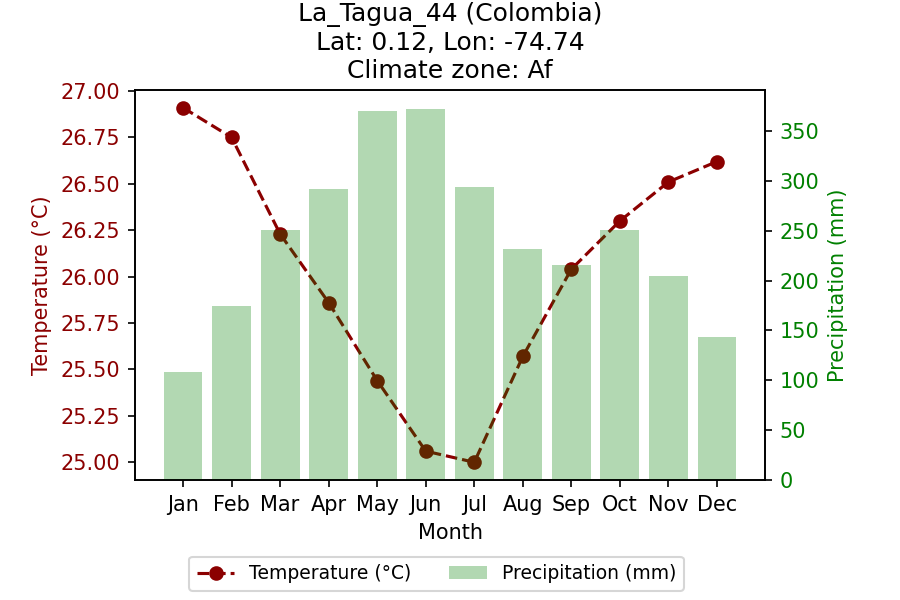 La_Tagua_44 (Colombia)
Lat: 0.12, Lon: -74.74
Climate zone: Af
27.00
26.75
26.50
26.25
26.00
25.75
25.50
25.25
25.00
Temperature (°C)
350
300
250
200
150
100
50
0
Precipitation (mm)
Jan Feb Mar Apr May Jun Jul Aug Sep Oct Nov Dec
Month
Temperature (°C) Precipitation (mm)